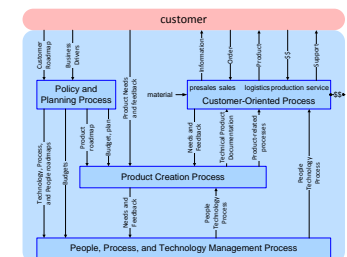 customer
Customer
Roadmap
Business
Drivers
Product Needs
and feedback
Information
Order
Product
$$
Support
Policy and
Planning Process
presales sales logistics production service
Customer-Oriented Process
material
$$
Technology, Process,
and People roadmaps
Budgets
Product
roadmap
Budget, plan
Needs and
Feedback
Technical Product
Documentation
Product-related
processes
People
Technology
Process
Product Creation Process
Needs and
Feedback
People
Technology
Process
People, Process, and Technology Management Process